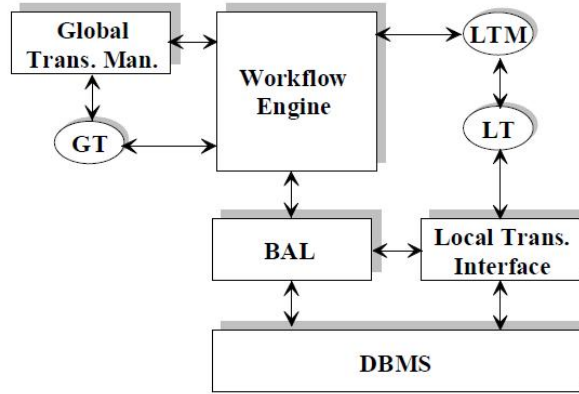 Global
Trans. Man.
Workflow
Engine
LTM
GT
LT
BAL
Local Trans.
Interface
DBMS